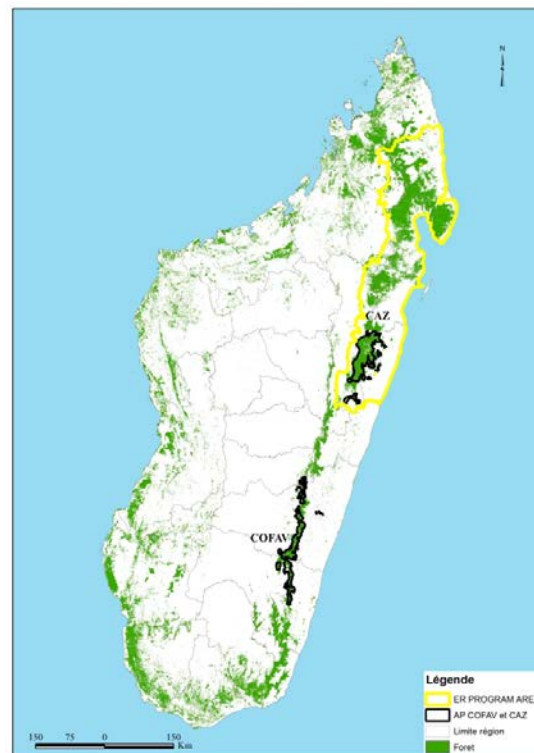 N
CAZ
COFAV
Légende
ER PROGRAM ARE
AP COFAV et CAZ
Limite région
Foret
150 75 0 150
Km